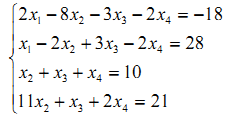 2x₁ − 8x₂ − 3x₃ − 2x₄ = −18
x₁ − 2x₂ + 3x₃ − 2x₄ = 28
x₂ + x₃ + x₄ = 10
11x₂ + x₃ + 2x₄ = 21